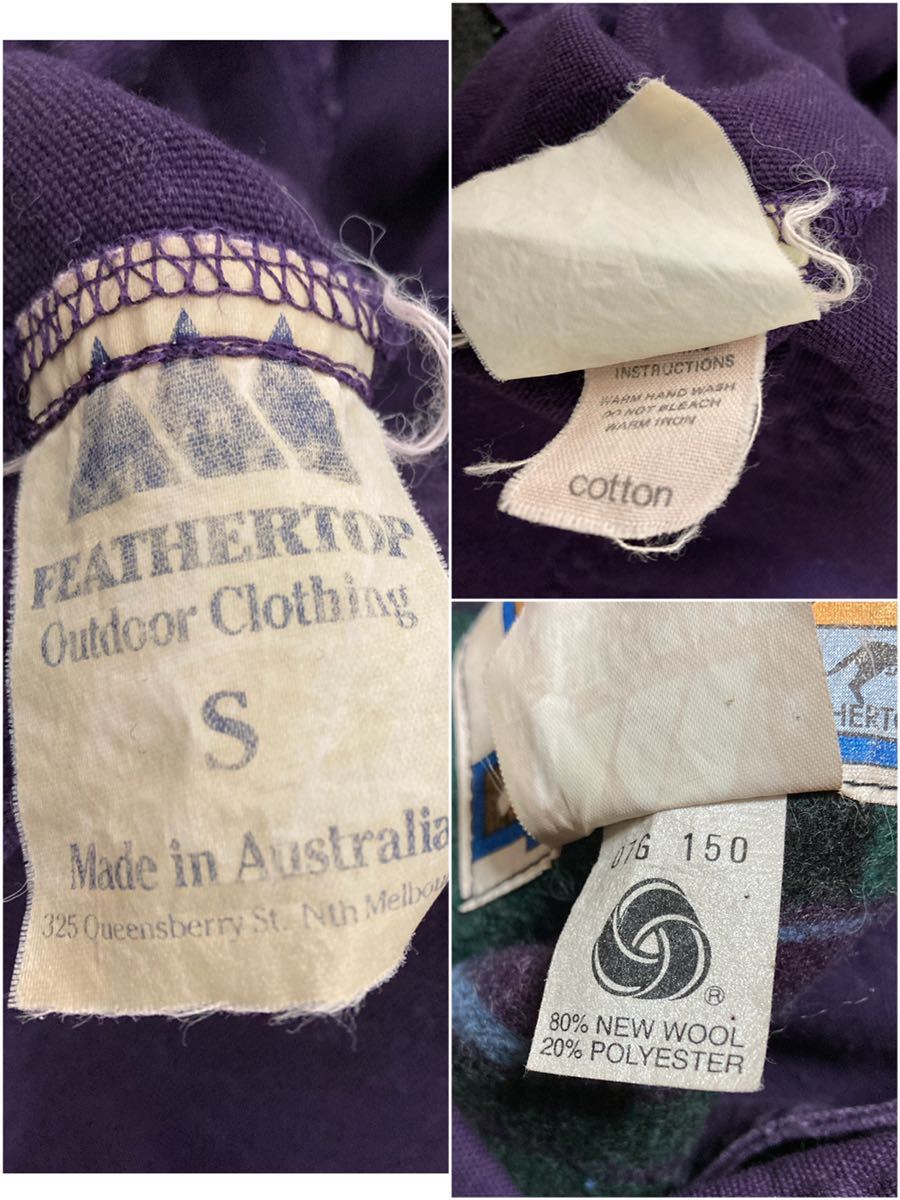 FEATHERTOP
Outdoor Clothing
S
Made in Australia
325 Queensberry St. Nth
INSTRUCTIONS
WARM HAND WASH
DO NOT BLEACH
WARM IRON
cotton
HERTO
07G 150
®
80% NEW WOOL
20% POLYESTER